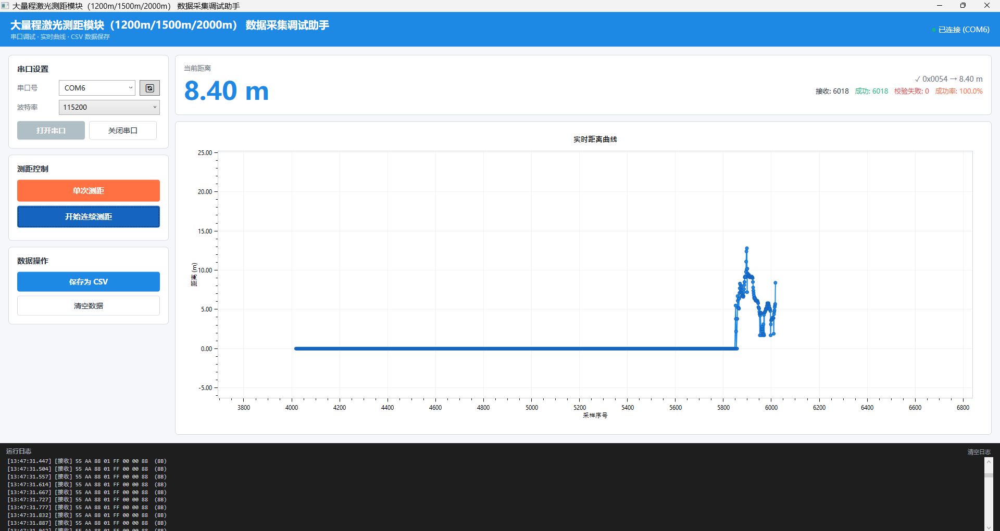 大量程激光测距模块（1200m/1500m/2000m） 数据采集调试助手
大量程激光测距模块（1200m/1500m/2000m） 数据采集调试助手
串口调试 · 实时曲线 · CSV 数据保存
已连接 (COM6)
串口设置
串口号
COM6
波特率
115200
打开串口
关闭串口
测距控制
单次测距
开始连续测距
数据操作
保存为 CSV
清空数据
当前距离
8.40 m
✓ 0x0054 → 8.40 m
接收: 6018 成功: 6018 校验失败: 0 成功率: 100.0%
实时距离曲线
距离 (m)
25.00
20.00
15.00
10.00
5.00
0.00
-5.00
3800 4000 4200 4400 4600 4800 5000 5200 5400 5600 5800 6000 6200 6400 6600 6800
采样序号
运行日志
清空日志
[13:47:31.447] [接收] 55 AA 88 01 FF 00 00 88 (8B)
[13:47:31.504] [接收] 55 AA 88 01 FF 00 00 88 (8B)
[13:47:31.557] [接收] 55 AA 88 01 FF 00 00 88 (8B)
[13:47:31.614] [接收] 55 AA 88 01 FF 00 00 88 (8B)
[13:47:31.667] [接收] 55 AA 88 01 FF 00 00 88 (8B)
[13:47:31.727] [接收] 55 AA 88 01 FF 00 00 88 (8B)
[13:47:31.777] [接收] 55 AA 88 01 FF 00 00 88 (8B)
[13:47:31.832] [接收] 55 AA 88 01 FF 00 00 88 (8B)
[13:47:31.887] [接收] 55 AA 88 01 FF 00 00 88 (8B)
[13:47:31.942] [接收] 55 AA 88 01 FF 00 00 88 (8B)